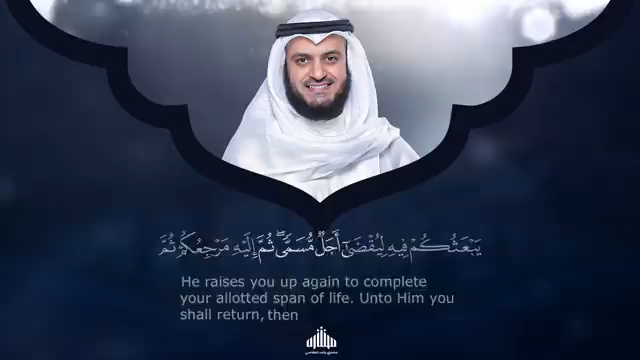 يَبْعَثُكُمْ فِيهِ لِيُقْضَىٰٓ أَجَلٌ مُّسَمًّى ۖ ثُمَّ إِلَيْهِ مَرْجِعُكُمْ ثُمَّ
He raises you up again to complete
your allotted span of life. Unto Him you
shall return, then